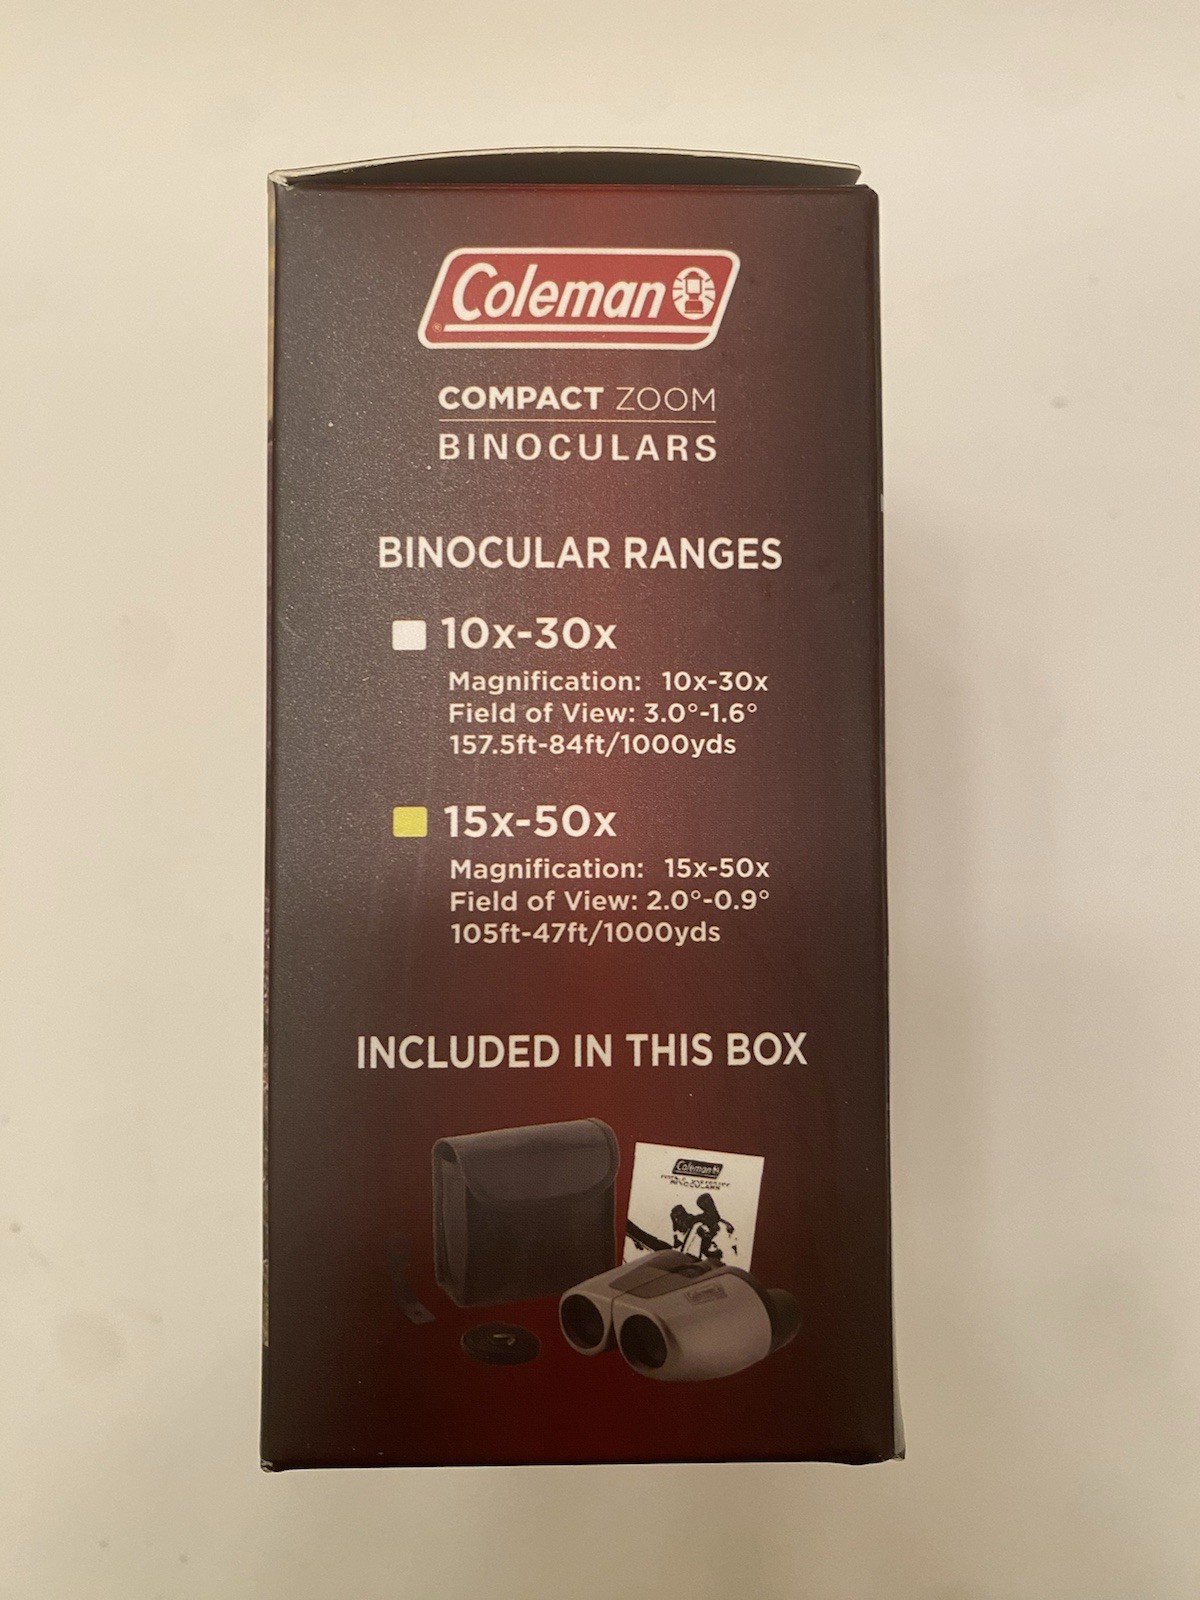 Coleman
®
COMPACT ZOOM
BINOCULARS
BINOCULAR RANGES
10x-30x
Magnification: 10x-30x
Field of View: 3.0°-1.6°
157.5ft-84ft/1000yds
15x-50x
Magnification: 15x-50x
Field of View: 2.0°-0.9°
105ft-47ft/1000yds
INCLUDED IN THIS BOX
Coleman
BINOCULARS
Coleman